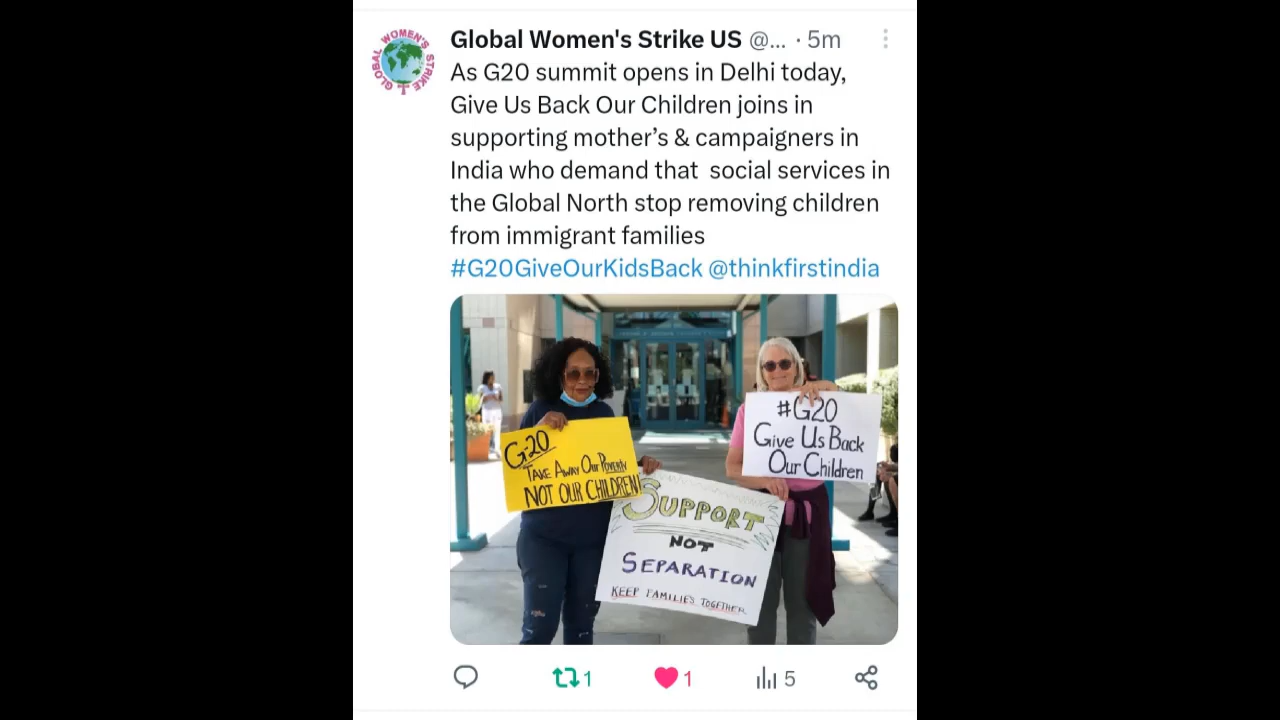 GLOBAL WOMEN'S STRIKE
Global Women's Strike US @... · 5m
As G20 summit opens in Delhi today,
Give Us Back Our Children joins in
supporting mother’s & campaigners in
India who demand that  social services in
the Global North stop removing children
from immigrant families
#G20GiveOurKidsBack @thinkfirstindia
G-20
TAKE AWAY OUR POVERTY
NOT OUR CHILDREN!
#G20
Give Us Back
Our Children
SUPPORT
NOT
SEPARATION
KEEP FAMILIES TOGETHER
1
1
5